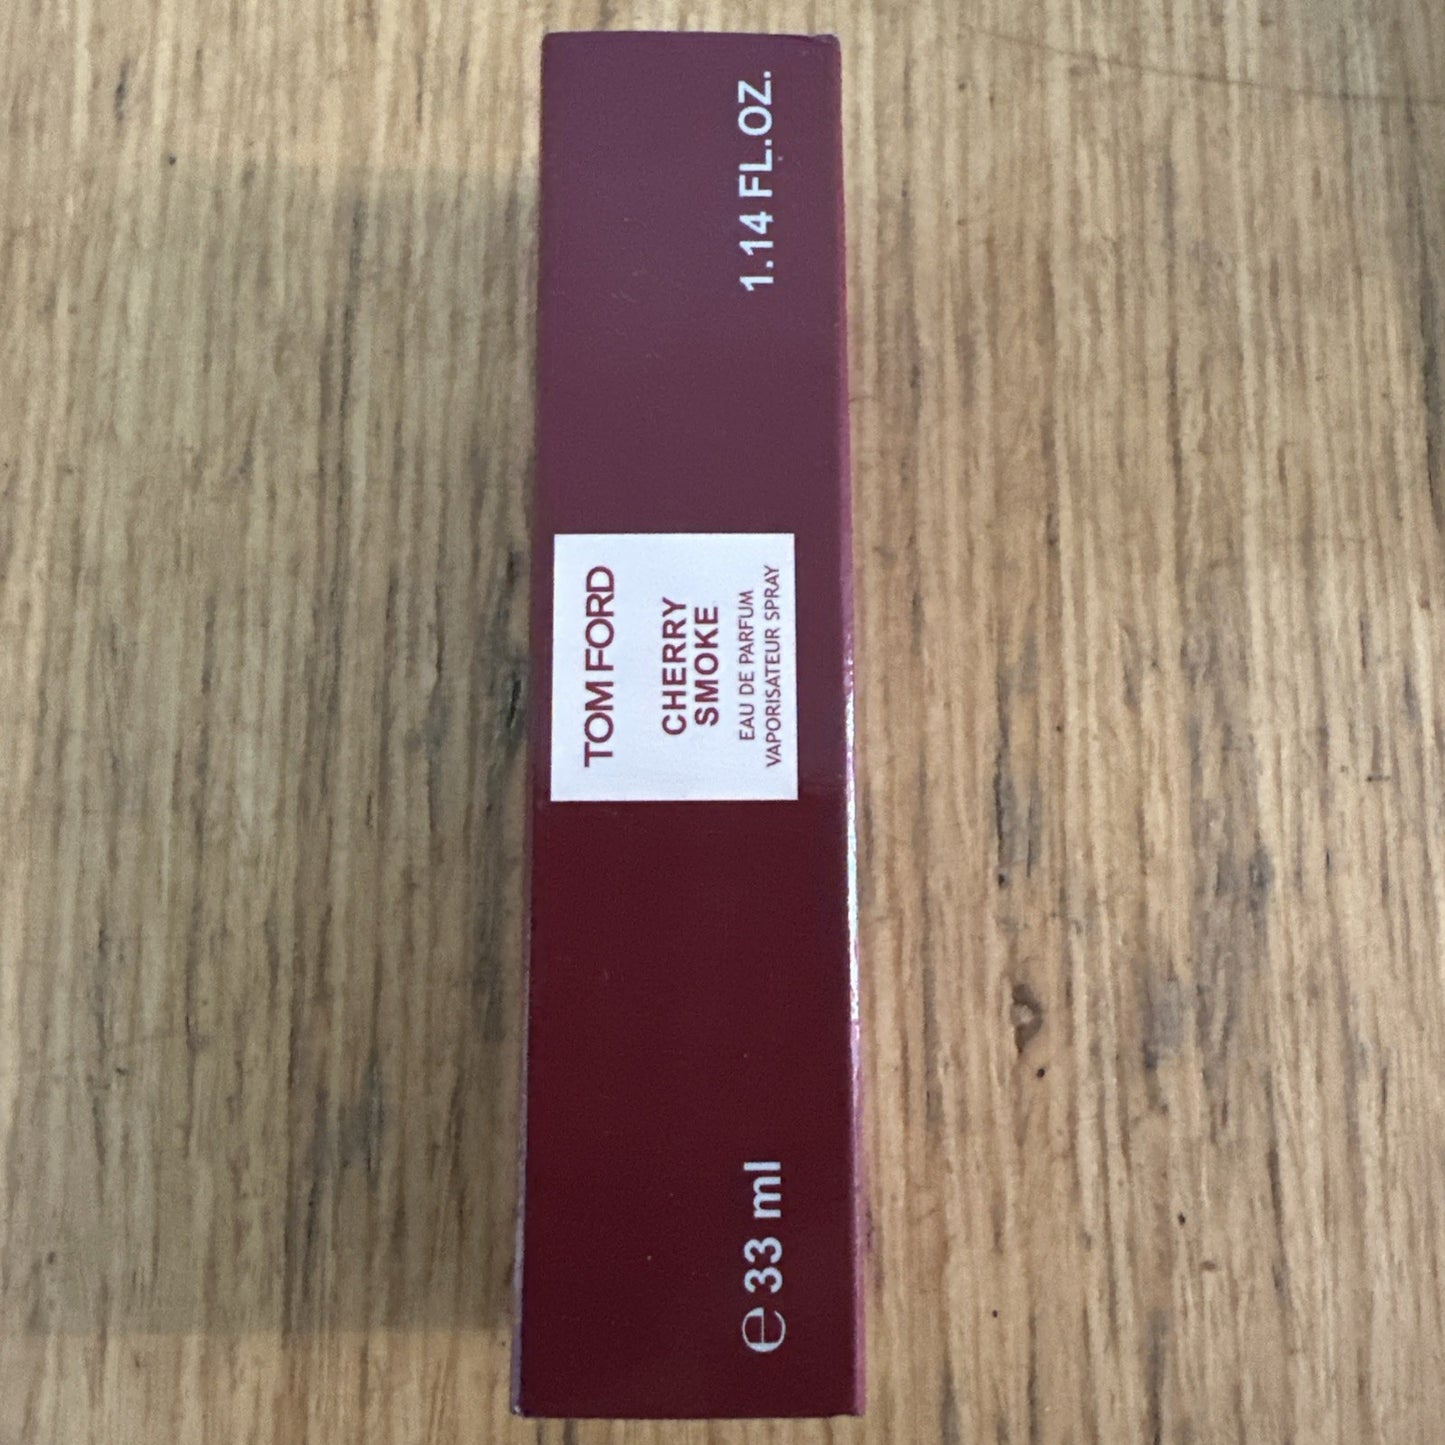 TOM FORD
CHERRY
SMOKE
EAU DE PARFUM
VAPORISATEUR SPRAY
℮ 33 ml
1.14 FL.OZ.